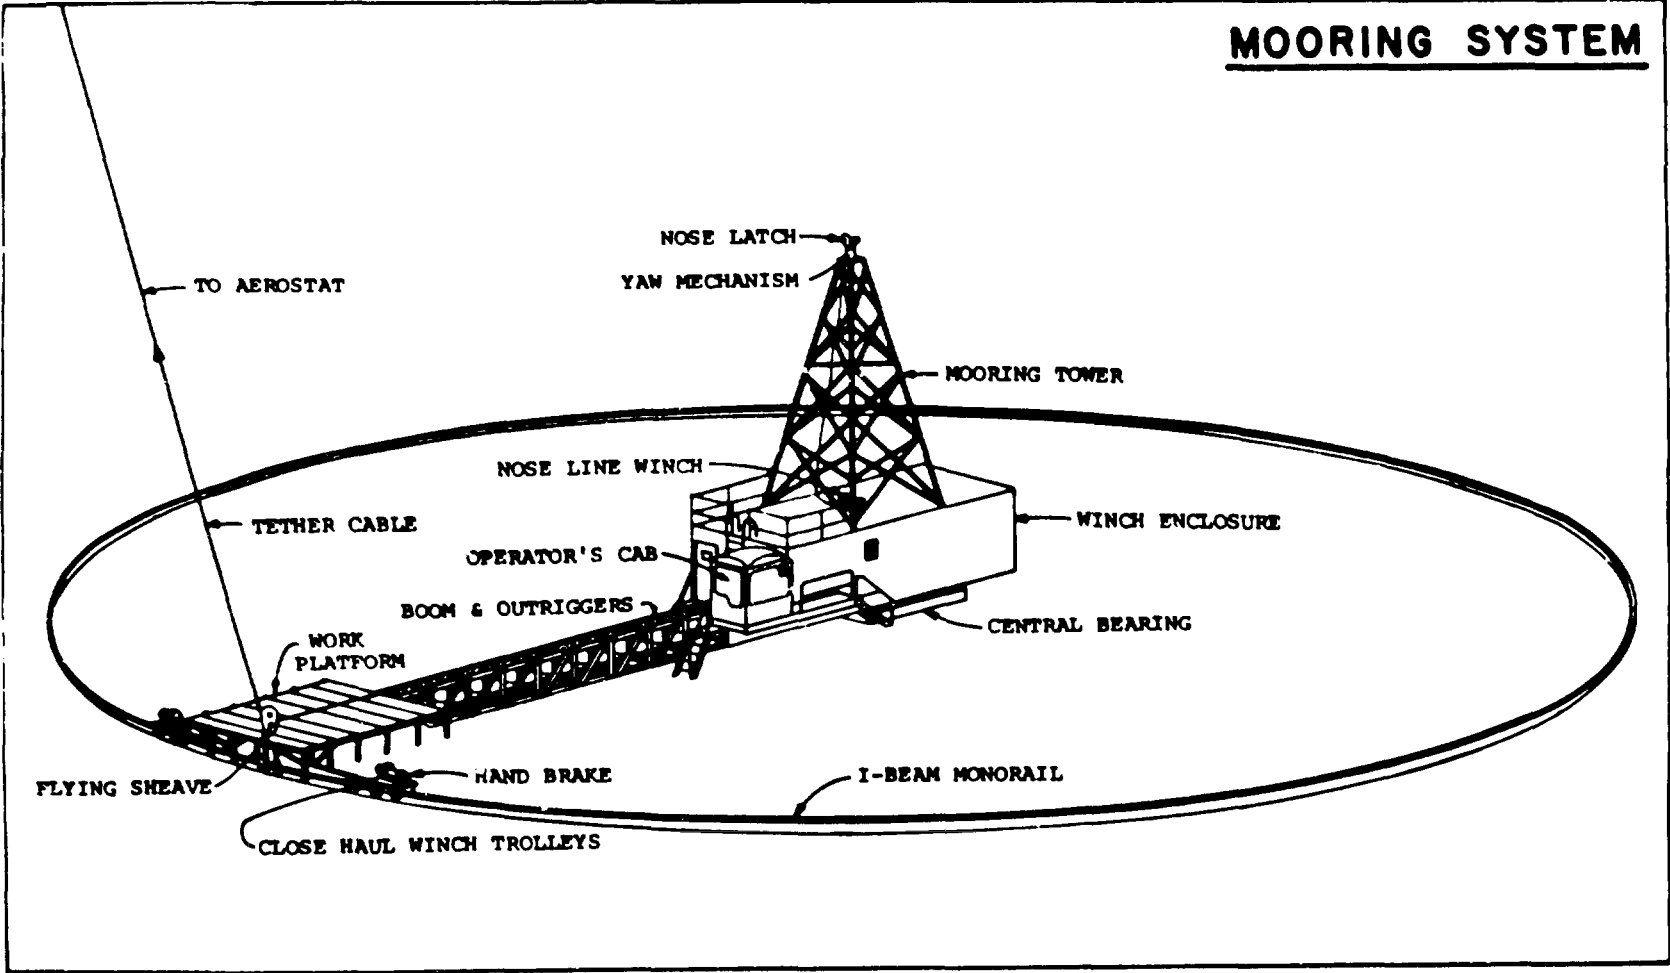 MOORING SYSTEM
NOSE LATCH
YAW MECHANISM
TO AEROSTAT
MOORING TOWER
NOSE LINE WINCH
TETHER CABLE
WINCH ENCLOSURE
OPERATOR'S CAB
BOOM & OUTRIGGERS
CENTRAL BEARING
WORK
PLATFORM
HAND BRAKE
I-BEAM MONORAIL
FLYING SHEAVE
CLOSE HAUL WINCH TROLLEYS